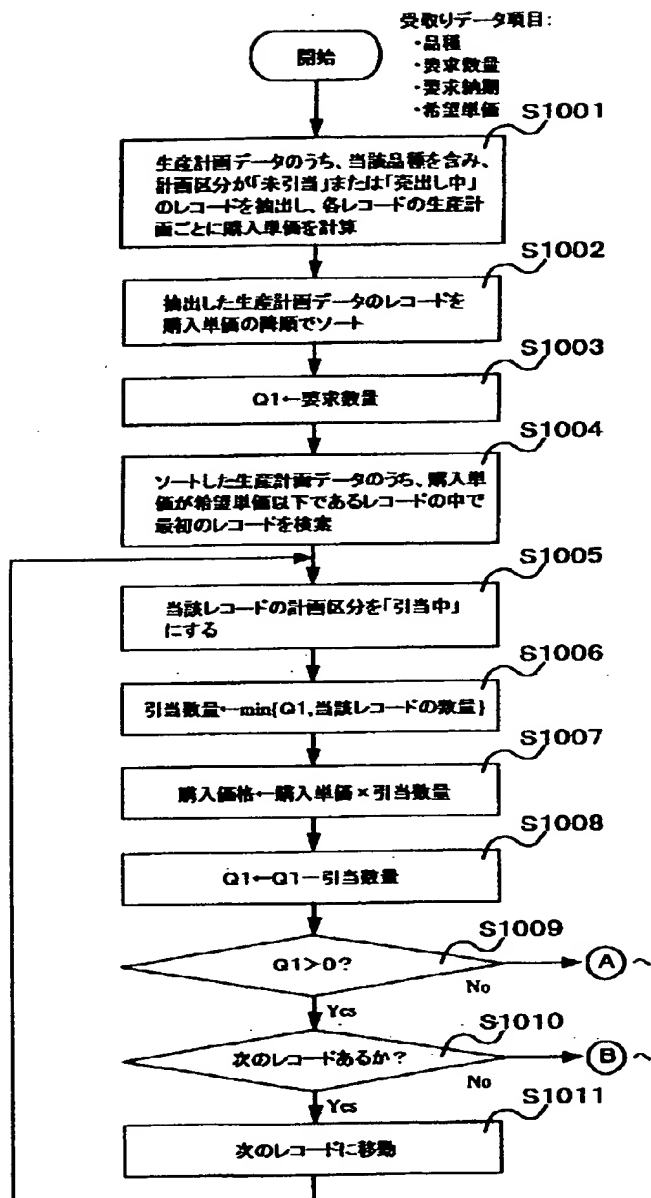 受取りデータ項目:
・品種
・要求数量
・要求納期
・希望単価
開始
S1001
生産計画データのうち、当該品種を含み、
計画区分が「未引当」または「売出し中」
のレコードを抽出し、各レコードの生産計
画ごとに購入単価を計算
S1002
抽出した生産計画データのレコードを
購入単価の降順でソート
S1003
Q1←要求数量
S1004
ソートした生産計画データのうち、購入単
価が希望単価以下であるレコードの中で
最初のレコードを検索
S1005
当該レコードの計画区分を「引当中」
にする
S1006
引当数量←min{Q1,当該レコードの数量}
S1007
購入価格←購入単価×引当数量
S1008
Q1←Q1−引当数量
S1009
Q1>0?
No
A
~
Yes
S1010
次のレコードあるか?
No
B
~
Yes
S1011
次のレコードに移動